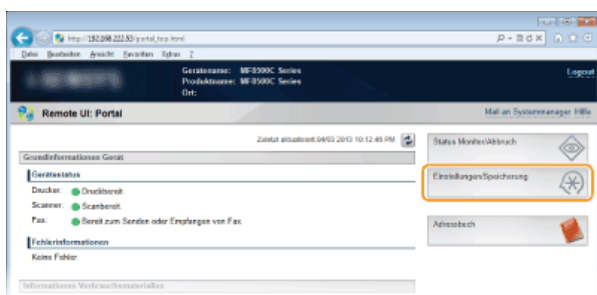 http://192.168.222.53/portal_top.html
Datei Bearbeiten Ansicht Favoriten Extras ?
Gerätename: MF8500C Series
Produktname: MF8500C Series
Ort:
Logout
Remote UI: Portal
Mail an Systemmanager Hilfe
Zuletzt aktualisiert:04/03 2013 10:12:48 PM
Grundinformationen Gerät
Gerätestatus
Drucker: Druckbereit.
Scanner: Scanbereit.
Fax: Bereit zum Senden oder Empfangen von Fax.
Fehlerinformationen
Keine Fehler.
Informationen Verbrauchsmaterialien
Status Monitor/Abbruch
Einstellungen/Speicherung
Adressbuch